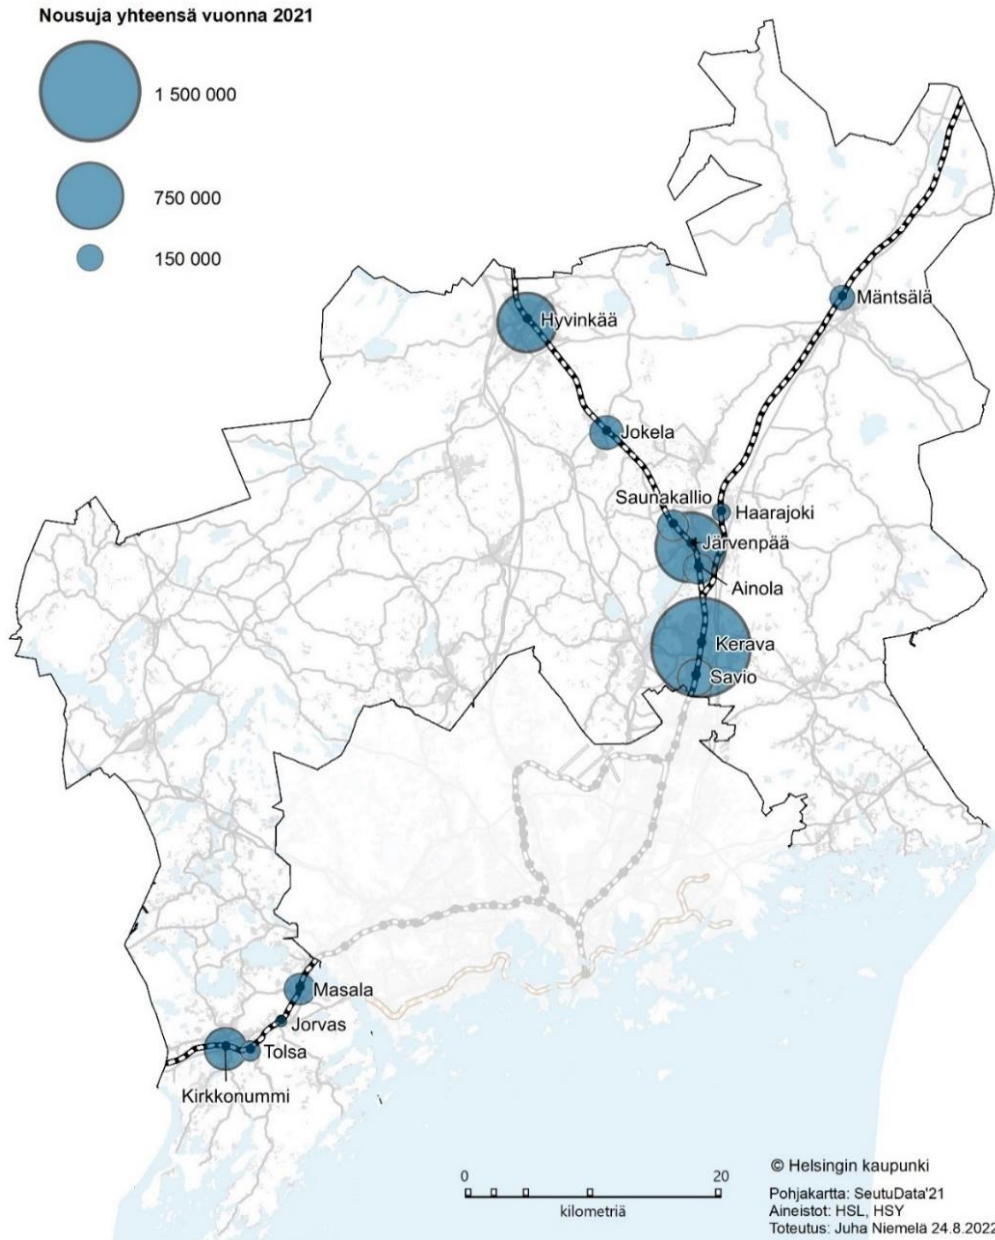 Nousuja yhteensä vuonna 2021
1 500 000
750 000
150 000
Mäntsälä
Hyvinkää
Jokela
Saunakallio
Haarajoki
Järvenpää
Ainola
Kerava
Savio
Masala
Jorvas
Tolsa
Kirkkonummi
0 20
kilometriä
© Helsingin kaupunki
Pohjakartta: SeutuData'21
Aineistot: HSL, HSY
Toteutus: Juha Niemelä 24.8.2022